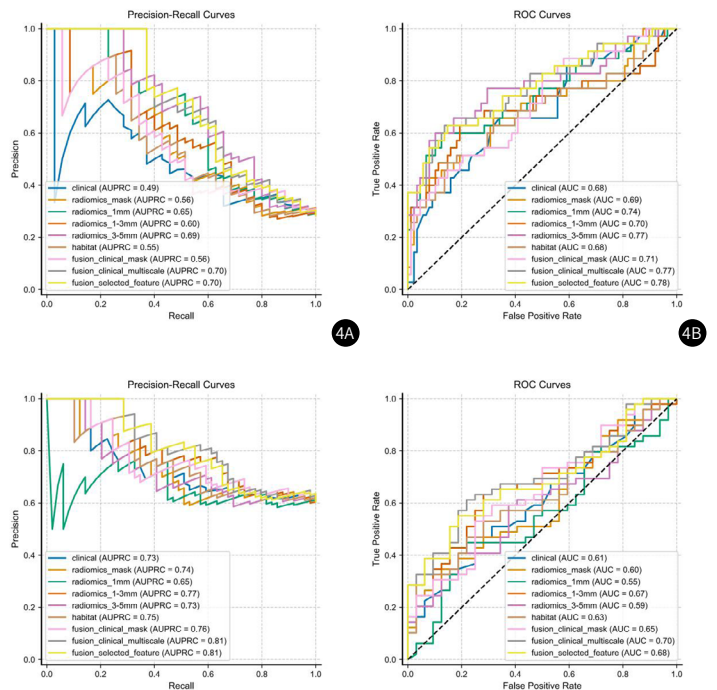 Precision-Recall Curves
1.0
0.8
0.6
0.4
0.2
0.0
Precision
clinical (AUPRC = 0.49)
radiomics_mask (AUPRC = 0.56)
radiomics_1mm (AUPRC = 0.65)
radiomics_1-3mm (AUPRC = 0.60)
radiomics_3-5mm (AUPRC = 0.69)
habitat (AUPRC = 0.55)
fusion_clinical_mask (AUPRC = 0.56)
fusion_clinical_multiscale (AUPRC = 0.70)
fusion_selected_feature (AUPRC = 0.70)
0.0 0.2 0.4 0.6 0.8 1.0
Recall
4A
ROC Curves
1.0
0.8
0.6
0.4
0.2
0.0
True Positive Rate
clinical (AUC = 0.68)
radiomics_mask (AUC = 0.69)
radiomics_1mm (AUC = 0.74)
radiomics_1-3mm (AUC = 0.70)
radiomics_3-5mm (AUC = 0.77)
habitat (AUC = 0.68)
fusion_clinical_mask (AUC = 0.71)
fusion_clinical_multiscale (AUC = 0.77)
fusion_selected_feature (AUC = 0.78)
0.0 0.2 0.4 0.6 0.8 1.0
False Positive Rate
4B
Precision-Recall Curves
1.0
0.8
0.6
0.4
0.2
0.0
Precision
clinical (AUPRC = 0.73)
radiomics_mask (AUPRC = 0.74)
radiomics_1mm (AUPRC = 0.65)
radiomics_1-3mm (AUPRC = 0.77)
radiomics_3-5mm (AUPRC = 0.73)
habitat (AUPRC = 0.75)
fusion_clinical_mask (AUPRC = 0.76)
fusion_clinical_multiscale (AUPRC = 0.81)
fusion_selected_feature (AUPRC = 0.81)
0.0 0.2 0.4 0.6 0.8 1.0
Recall
ROC Curves
1.0
0.8
0.6
0.4
0.2
0.0
True Positive Rate
clinical (AUC = 0.61)
radiomics_mask (AUC = 0.60)
radiomics_1mm (AUC = 0.55)
radiomics_1-3mm (AUC = 0.67)
radiomics_3-5mm (AUC = 0.59)
habitat (AUC = 0.63)
fusion_clinical_mask (AUC = 0.65)
fusion_clinical_multiscale (AUC = 0.70)
fusion_selected_feature (AUC = 0.68)
0.0 0.2 0.4 0.6 0.8 1.0
False Positive Rate